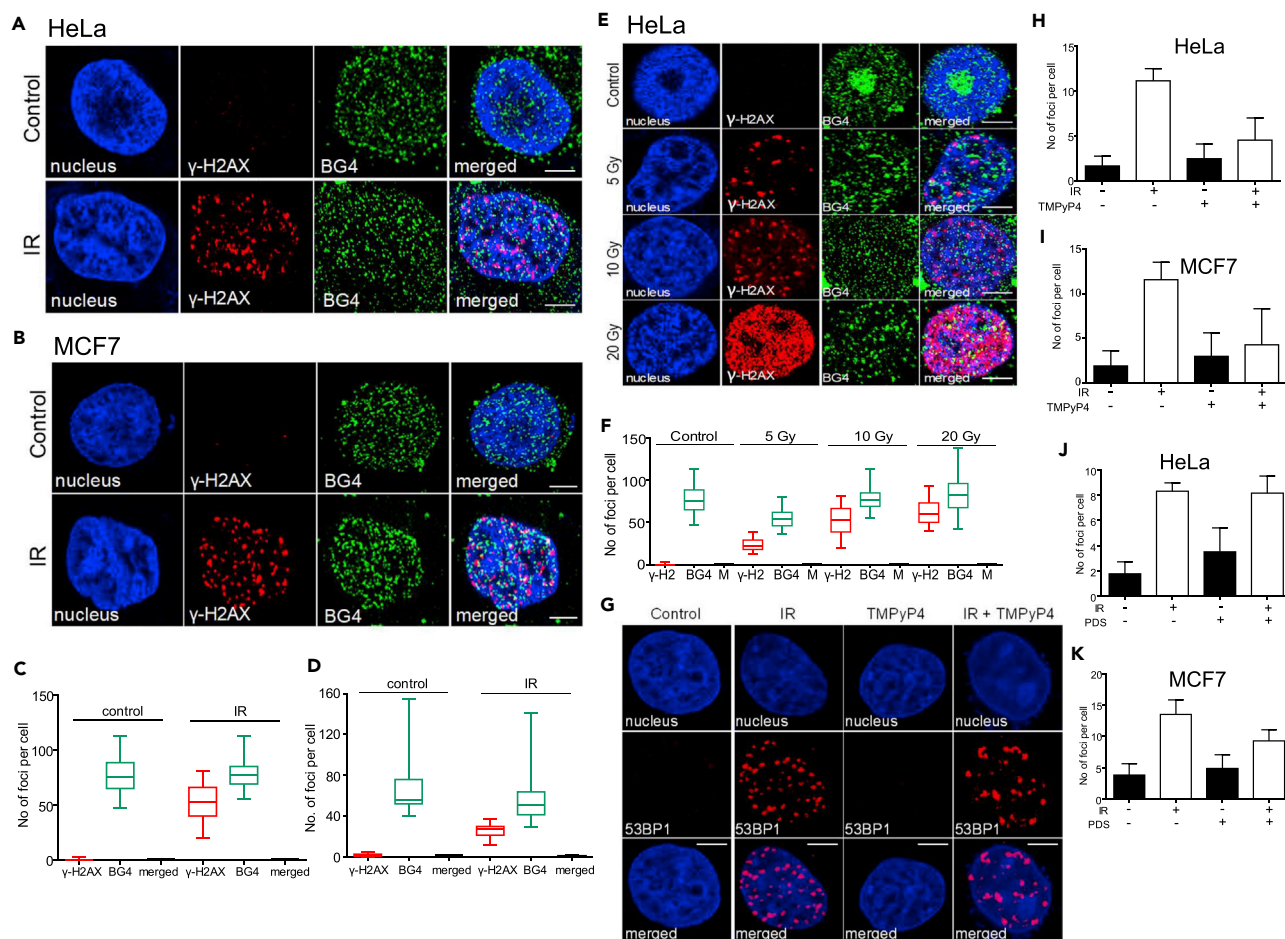 A
HeLa
Control
nucleus
γ-H2AX
BG4
merged
IR
nucleus
γ-H2AX
BG4
merged
B
MCF7
Control
nucleus
γ-H2AX
BG4
merged
IR
nucleus
γ-H2AX
BG4
merged
C
No of foci per cell
control
IR
150
100
50
0
γ-H2AX BG4 merged γ-H2AX BG4 merged
D
No. of foci per cell
control
IR
160
120
80
40
0
γ-H2AX BG4 merged γ-H2AX BG4 merged
E
HeLa
Control
nucleus
γ-H2AX
BG4
merged
5 Gy
nucleus
γ-H2AX
BG4
merged
10 Gy
nucleus
γ-H2AX
BG4
merged
20 Gy
nucleus
γ-H2AX
BG4
merged
F
No of foci per cell
Control 5 Gy 10 Gy 20 Gy
150
100
50
0
γ-H2 BG4 M γ-H2 BG4 M γ-H2 BG4 M γ-H2 BG4 M
G
Control IR TMPyP4 IR + TMPyP4
nucleus nucleus nucleus nucleus
53BP1 53BP1 53BP1 53BP1
merged merged merged merged
H
HeLa
No of foci per cell
15
10
5
0
IR - + - +
TMPyP4 - - + +
I
MCF7
No of foci per cell
15
10
5
0
IR - + - +
TMPyP4 - - + +
J
HeLa
No of foci per cell
10
8
6
4
2
0
IR - + - +
PDS - - + +
K
MCF7
No of foci per cell
15
10
5
0
IR - + - +
PDS - - + +